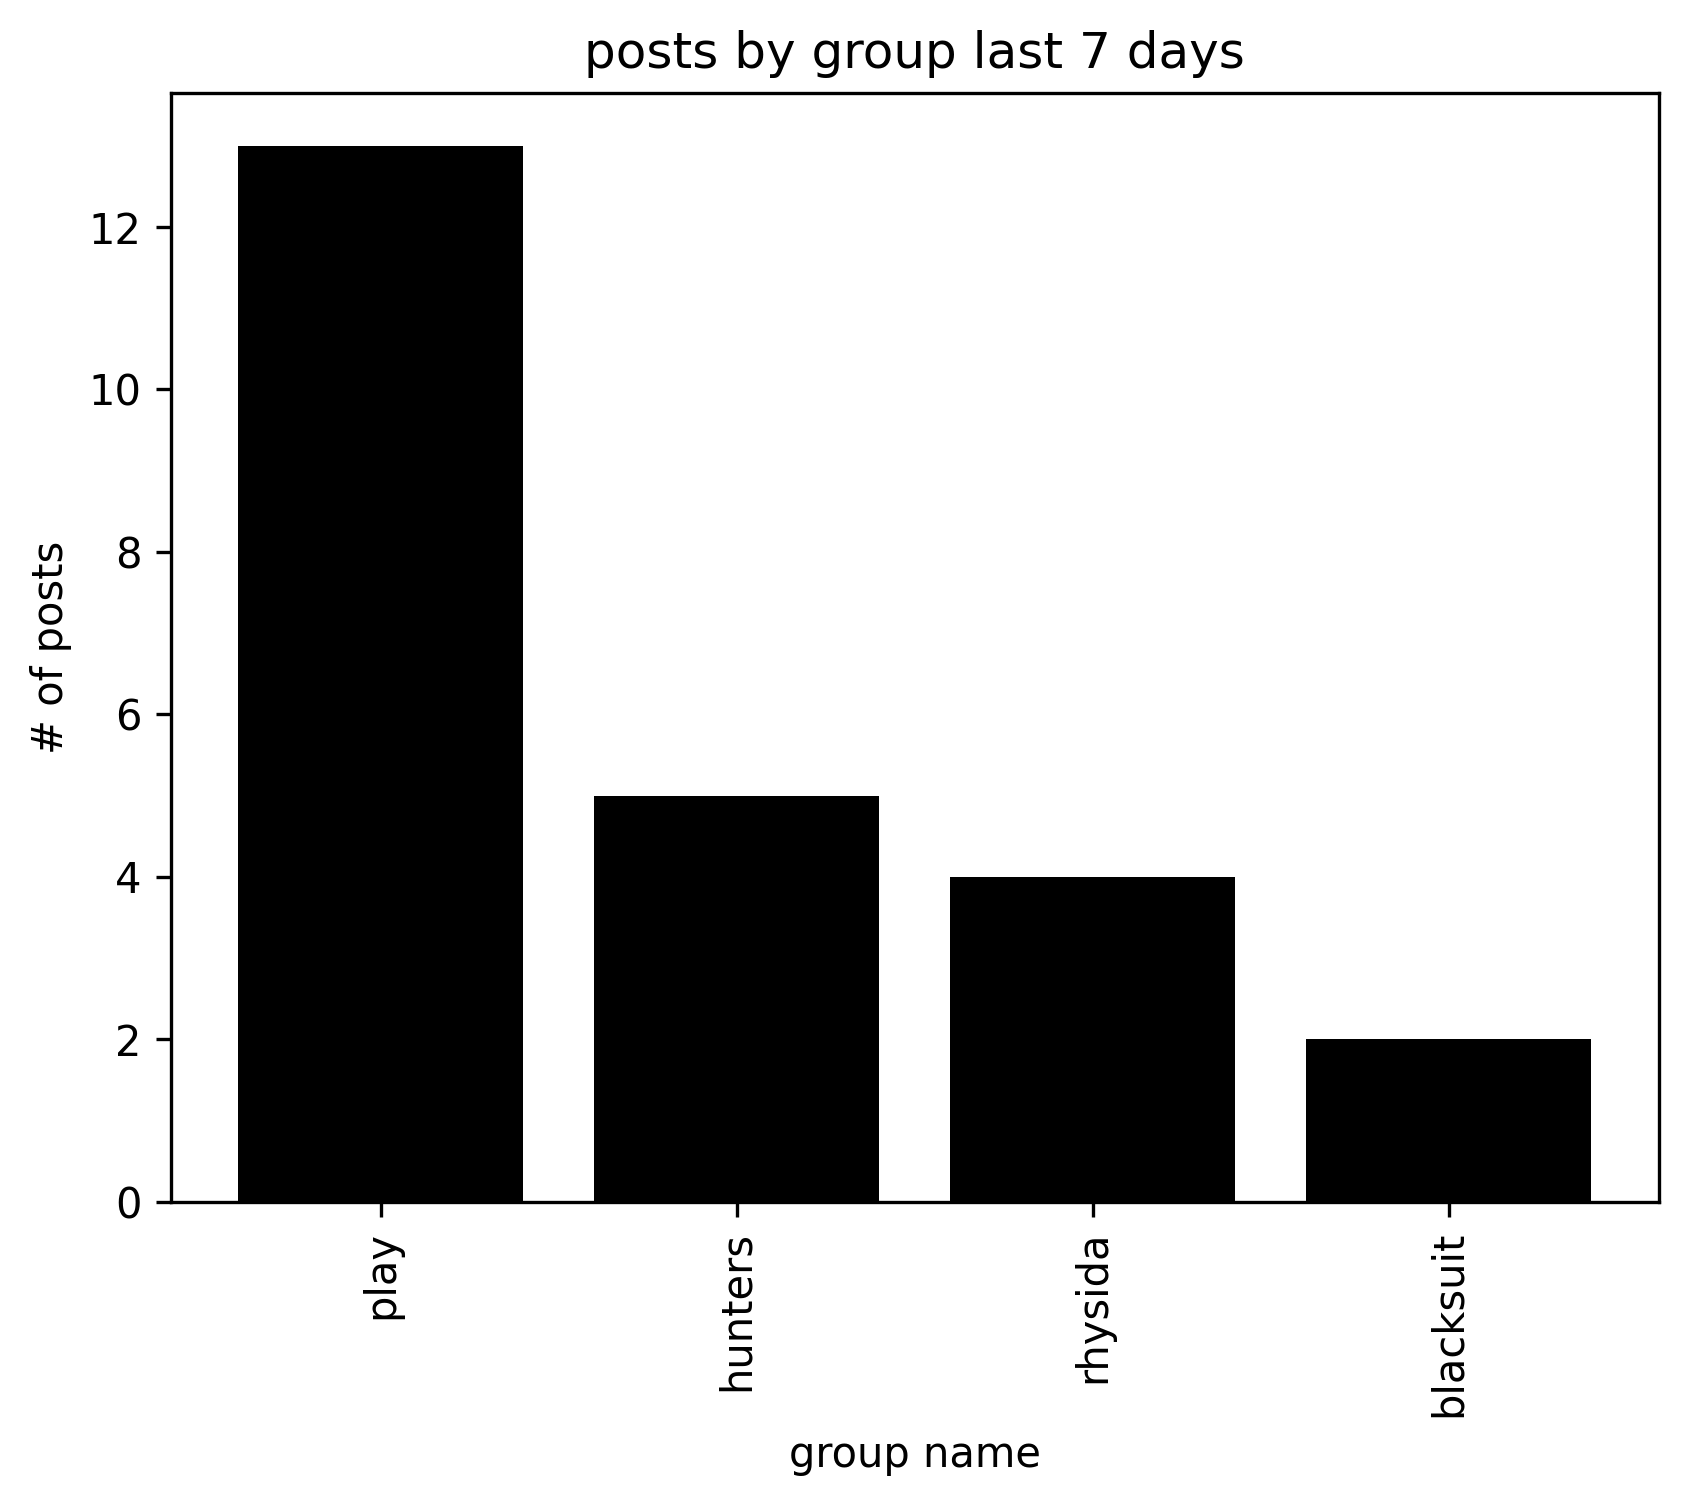 posts by group last 7 days
12
10
8
6
4
2
0
# of posts
play
hunters
rhysida
blacksuit
group name